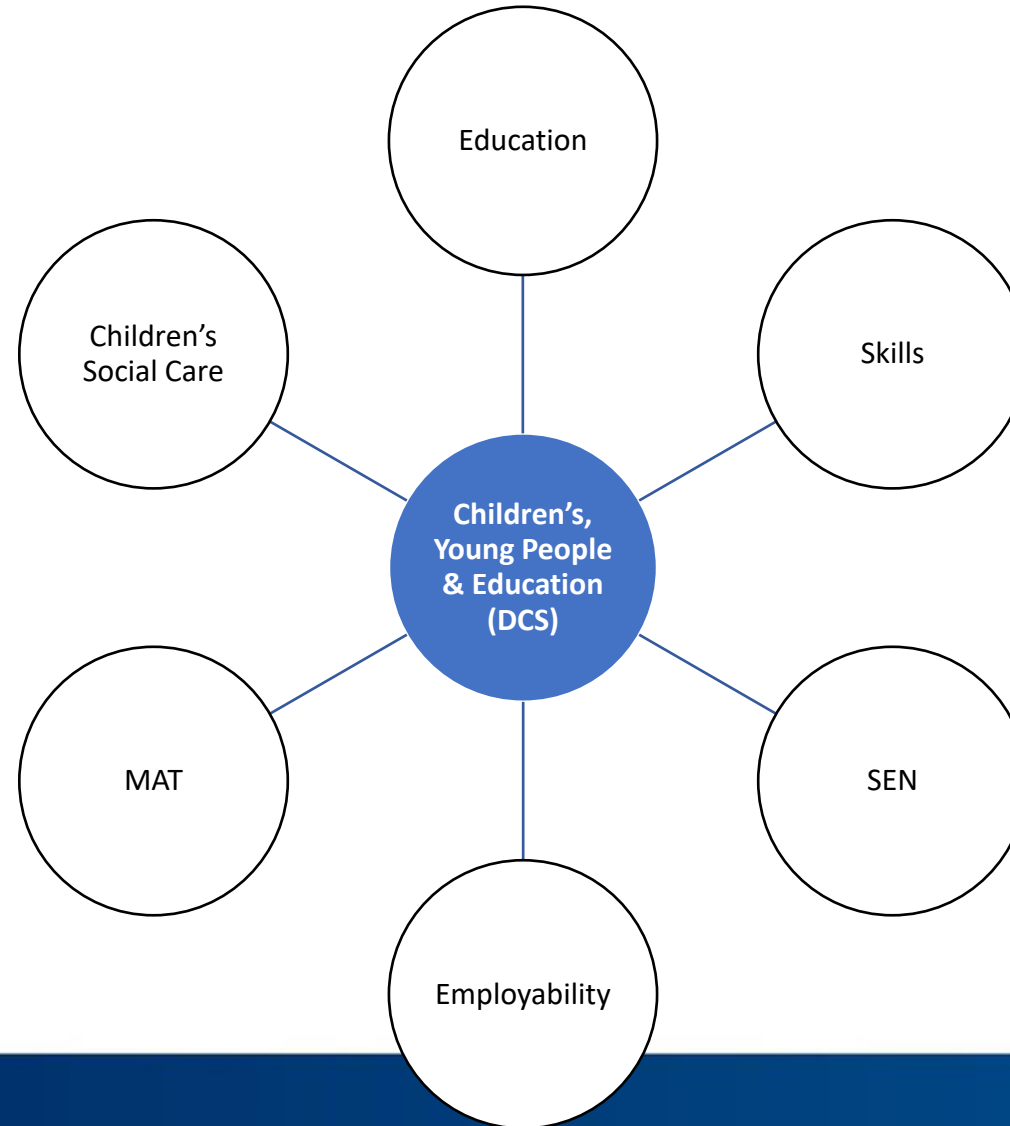 Education
Children’s
Social Care
Skills
Children’s,
Young People
& Education
(DCS)
MAT
SEN
Employability